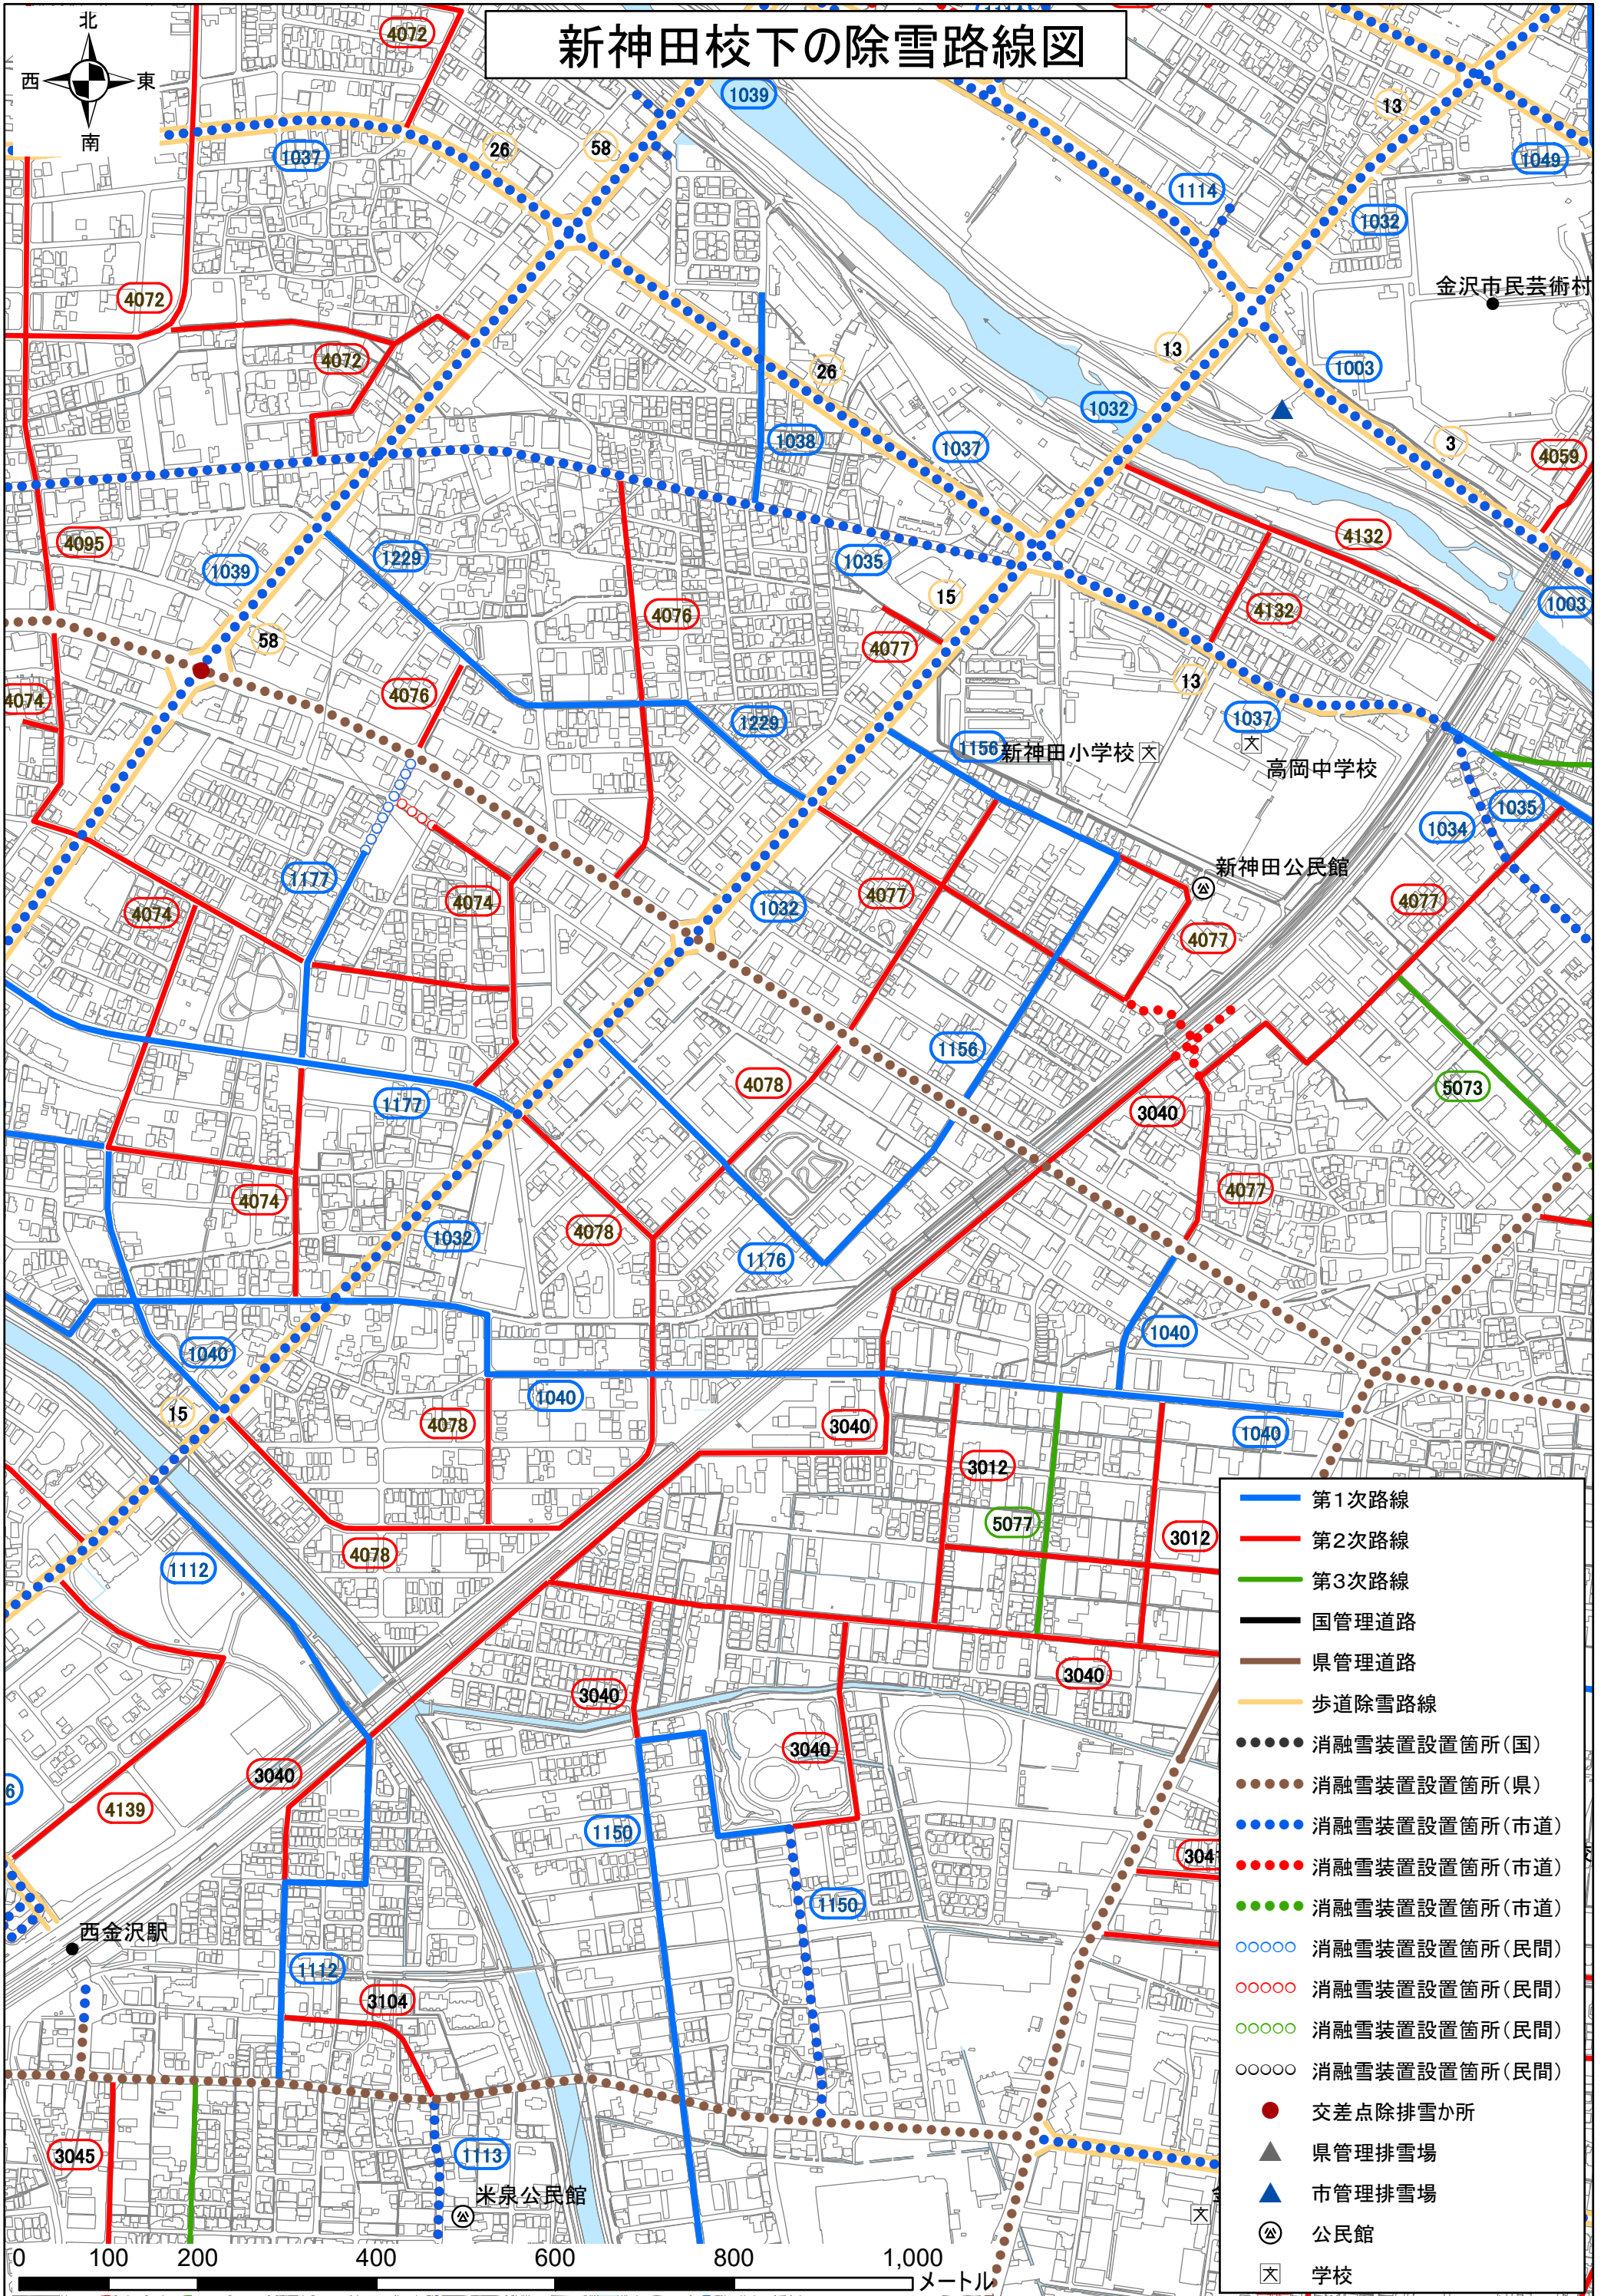 新神田校下の除雪路線図
北
西 東
南
4072
1039
13
26
58
1037
1049
1114
1032
金沢市民芸術村
4072
13
4072
26
1003
1032
1038
1037
3
4059
4095
1229
1035
4132
1039
15
4132
1003
4076
58
4077
4074
4076
13
1229
1037
1156
新神田小学校
高岡中学校
1034
1035
新神田公民館
1177
4074
4074
1032
4077
4077
4077
1156
4078
1177
3040
5073
4074
4077
4078
1032
1176
1040
1040
1040
15
4078
3040
1040
3012
5077
3012
4078
1112
3040
3040
3040
3040
4139
6
1150
304
1150
西金沢駅
1112
3104
3045
1113
米泉公民館
第1次路線
第2次路線
第3次路線
国管理道路
県管理道路
歩道除雪路線
消融雪装置設置箇所(国)
消融雪装置設置箇所(県)
消融雪装置設置箇所(市道)
消融雪装置設置箇所(市道)
消融雪装置設置箇所(市道)
消融雪装置設置箇所(民間)
消融雪装置設置箇所(民間)
消融雪装置設置箇所(民間)
消融雪装置設置箇所(民間)
交差点除排雪か所
県管理排雪場
市管理排雪場
公民館
文 学校
0 100 200 400 600 800 1,000
メートル